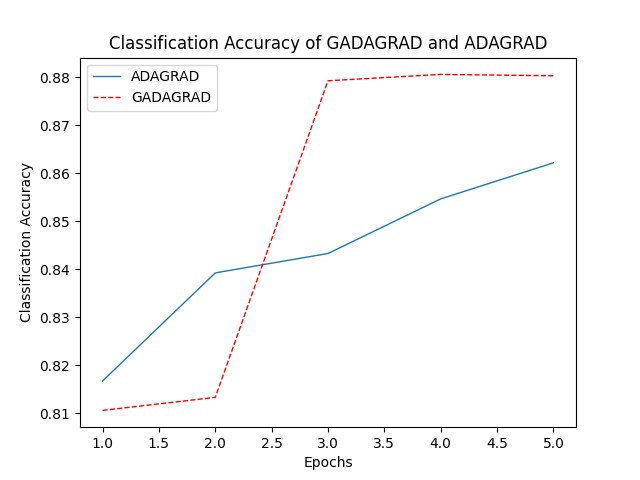 Classification Accuracy of GADAGRAD and ADAGRAD
ADAGRAD
GADAGRAD
0.88
0.87
0.86
0.85
0.84
0.83
0.82
0.81
Classification Accuracy
1.0 1.5 2.0 2.5 3.0 3.5 4.0 4.5 5.0
Epochs